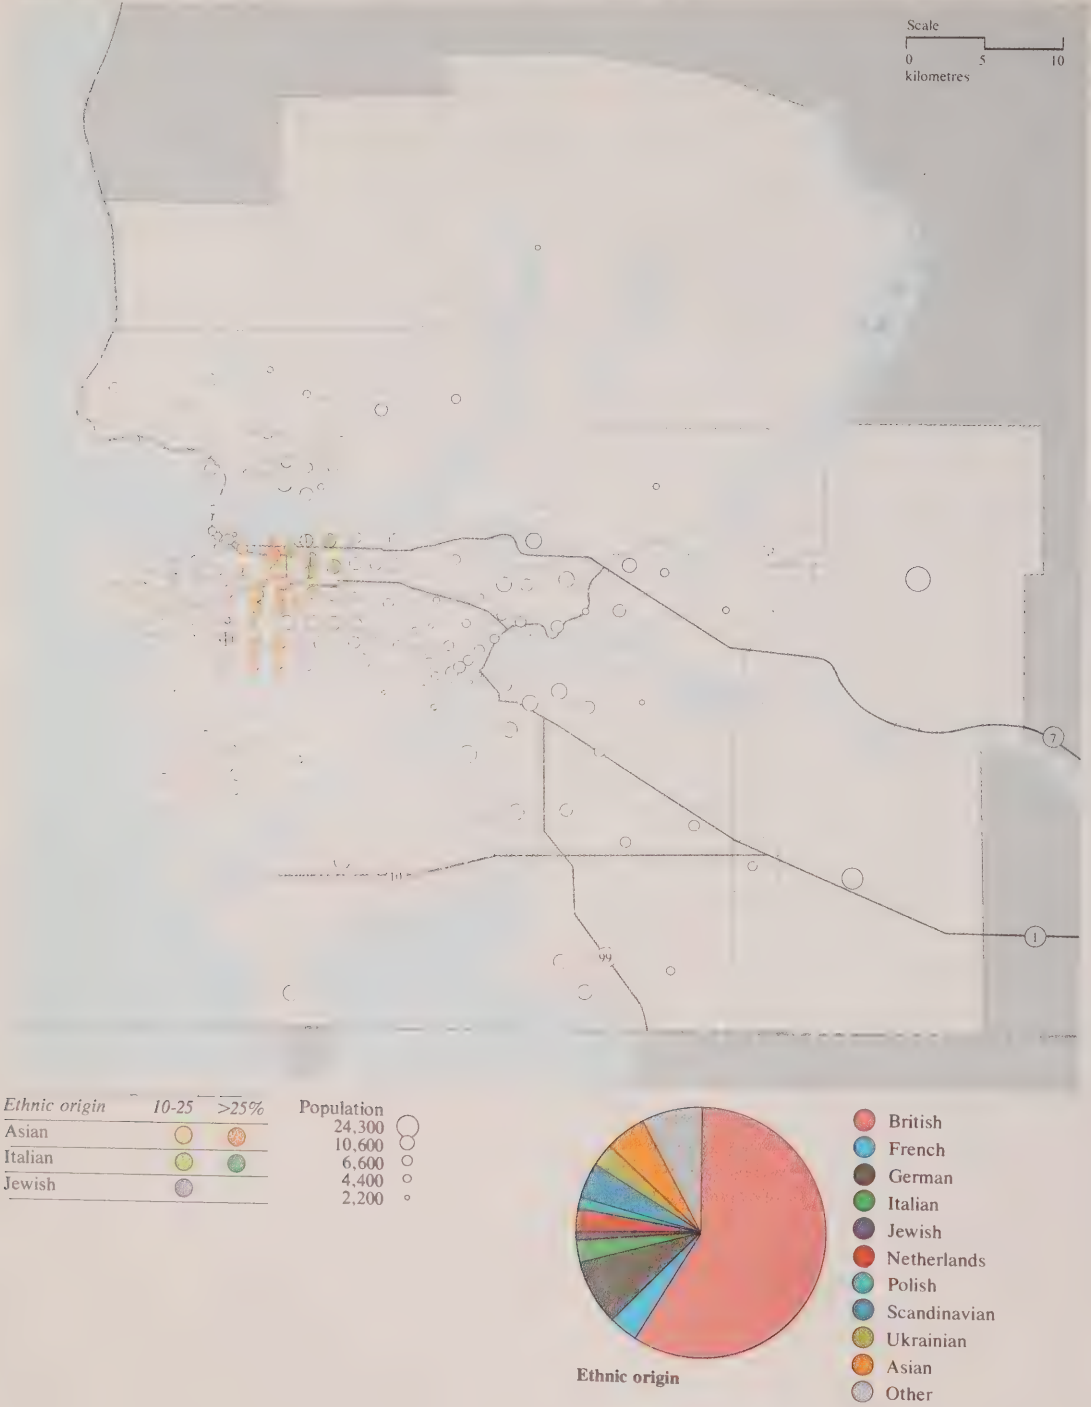 Scale
0 5 10
kilometres
7
1
99
Ethnic origin 10-25 >25%
Asian
Italian
Jewish
Population
24,300
10,600
6,600
4,400
2,200
British
French
German
Italian
Jewish
Netherlands
Polish
Scandinavian
Ukrainian
Asian
Other
Ethnic origin